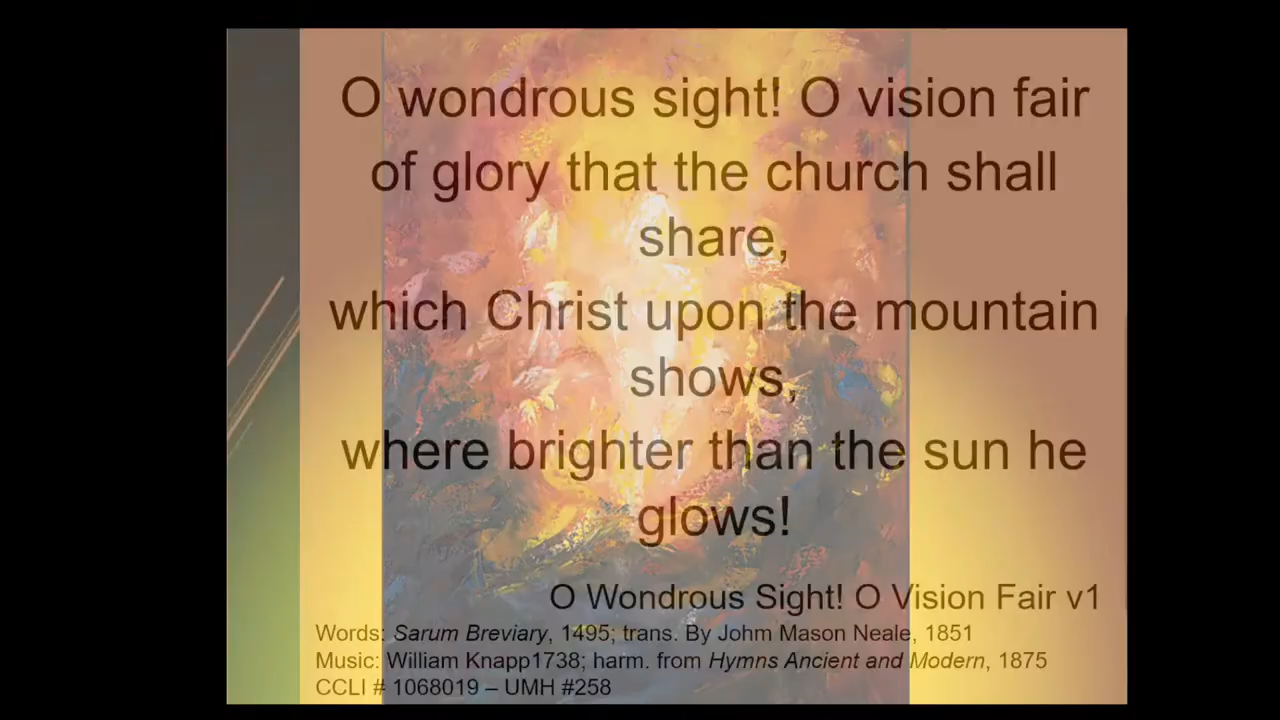 O wondrous sight! O vision fair
of glory that the church shall
share,
which Christ upon the mountain
shows,
where brighter than the sun he
glows!
O Wondrous Sight! O Vision Fair v1
Words: Sarum Breviary, 1495; trans. By Johm Mason Neale, 1851
Music: William Knapp1738; harm. from Hymns Ancient and Modern, 1875
CCLI # 1068019 – UMH #258